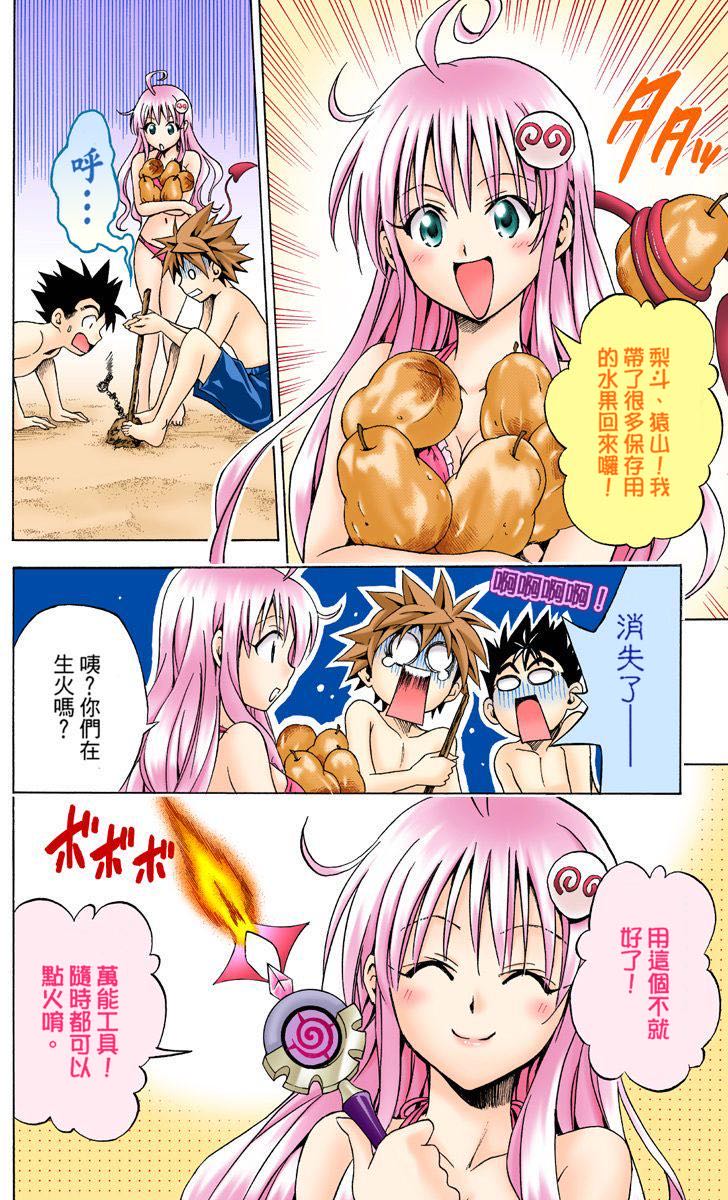 タタッ
梨斗、猿山！我
帶了很多保存用
的水果回來囉！
呼…
消失了——
啊啊啊啊！
咦？你們在
生火嗎？
用這個不就
好了！
ボボボ
萬能工具！
隨時都可以
點火唷。